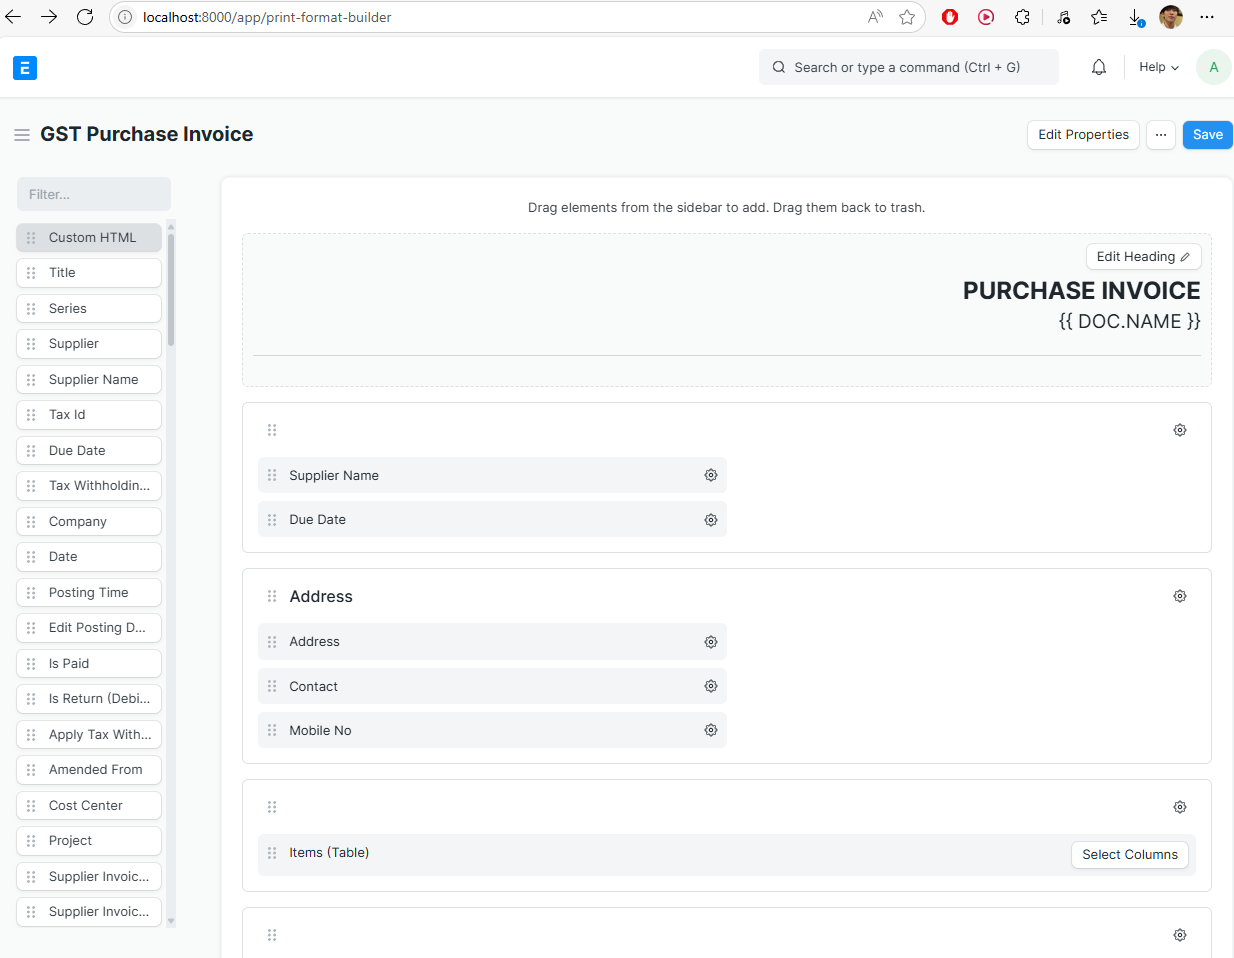 localhost:8000/app/print-format-builder
E
Search or type a command (Ctrl + G)
Help
A
GST Purchase Invoice
Edit Properties
...
Save
Filter...
Custom HTML
Title
Series
Supplier
Supplier Name
Tax Id
Due Date
Tax Withholdin...
Company
Date
Posting Time
Edit Posting D...
Is Paid
Is Return (Debi...
Apply Tax With...
Amended From
Cost Center
Project
Supplier Invoic...
Supplier Invoic...
Drag elements from the sidebar to add. Drag them back to trash.
Edit Heading
PURCHASE INVOICE
{{ DOC.NAME }}
Supplier Name
Due Date
Address
Address
Contact
Mobile No
Items (Table)
Select Columns